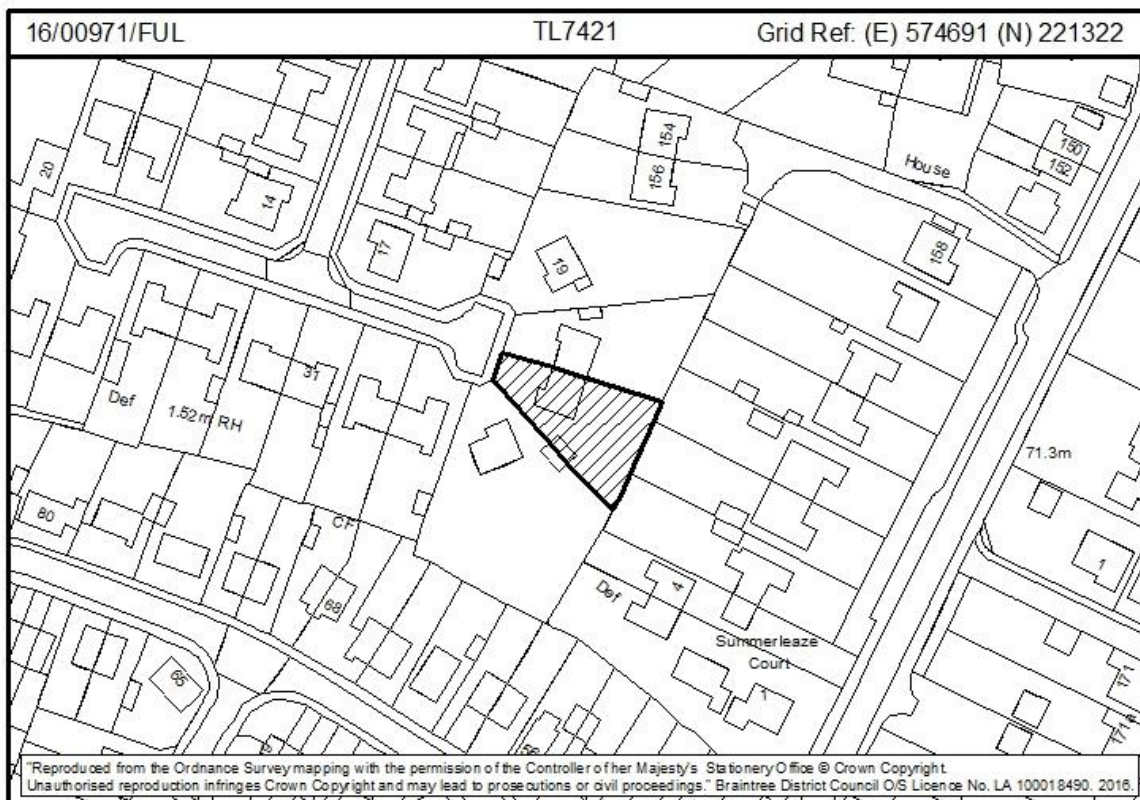 16/00971/FUL TL7421 Grid Ref: (E) 574691 (N) 221322
154
150
152
156
House
20
14
17
158
19
31
Def
1.52m RH
71.3m
80
CF
1
Def
4
68
Summerleaze
Court
65
171
1
"Reproduced from the Ordnance Survey mapping with the permission of the Controller of her Majesty's Stationery Office © Crown Copyright.
Unauthorised reproduction infringes Crown Copyright and may lead to prosecutions or civil proceedings." Braintree District Council O/S Licence No. LA 100018490. 2016.